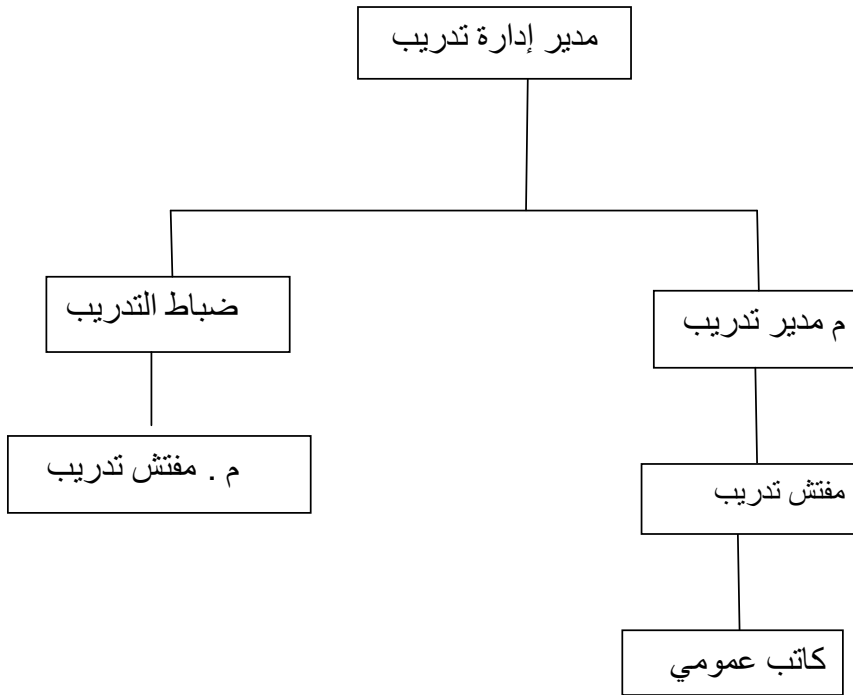 مدير إدارة تدريب
م مدير تدريب
ضباط التدريب
مفتش تدريب
م . مفتش تدريب
كاتب عمومي